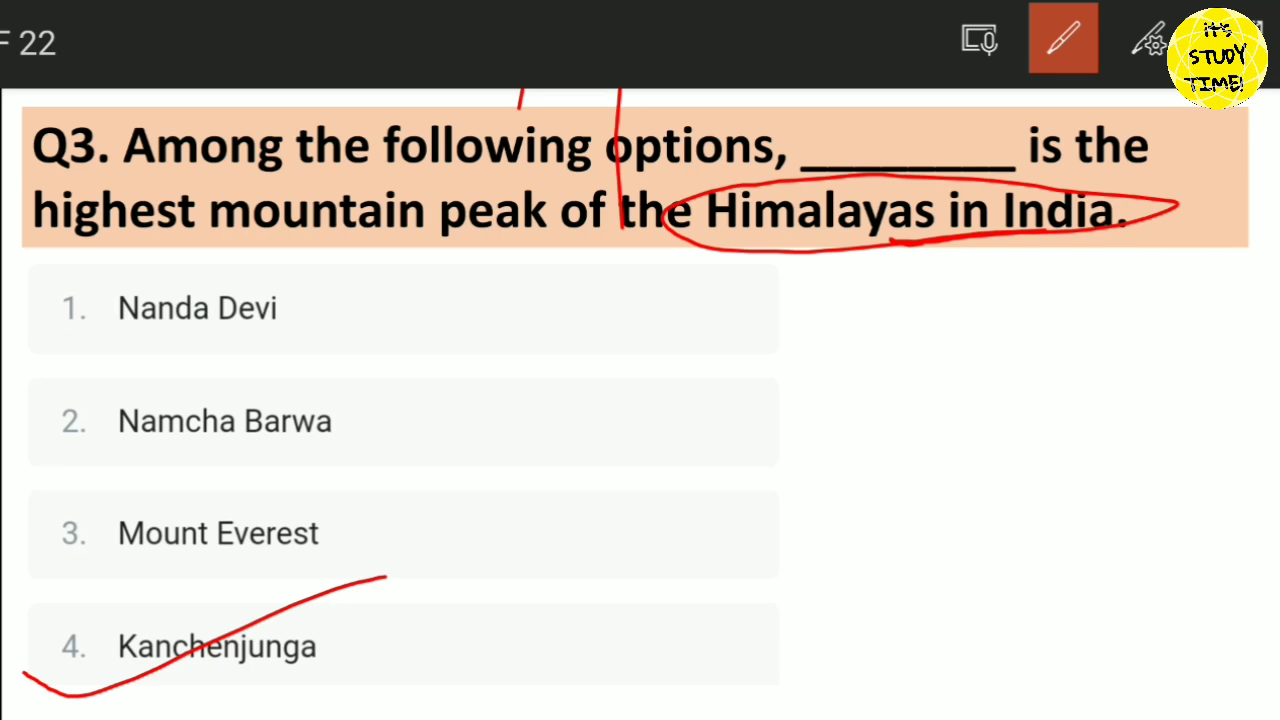 F 22
it's
STUDY
TIME!
Q3. Among the following options, ________ is the
highest mountain peak of the Himalayas in India.
1. Nanda Devi
2. Namcha Barwa
3. Mount Everest
4. Kanchenjunga